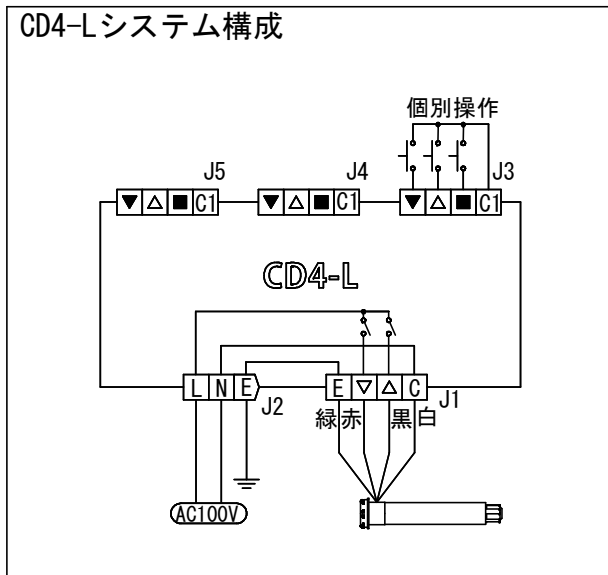 CD4-Lシステム構成
個別操作
J5 J4 J3
▼ △ ■ C1 ▼ △ ■ C1 ▼ △ ■ C1
CD4-L
L N E E ▽ △ C
J2 J1
緑 赤 黒 白
AC100V